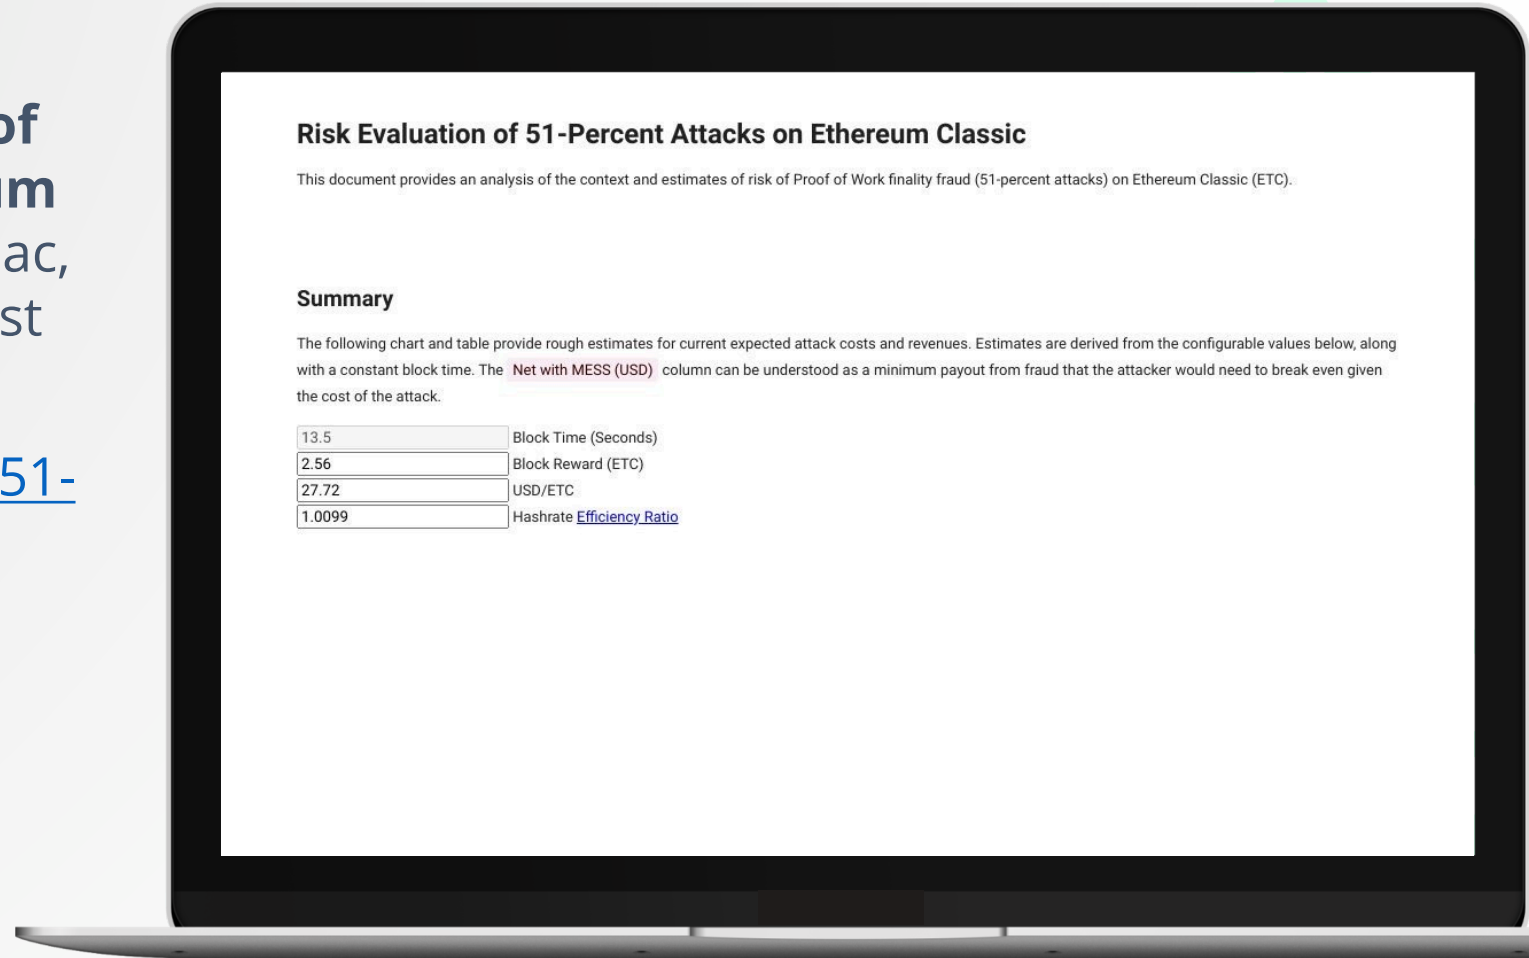 of
um
ac,
st
51-
Risk Evaluation of 51-Percent Attacks on Ethereum Classic
This document provides an analysis of the context and estimates of risk of Proof of Work finality fraud (51-percent attacks) on Ethereum Classic (ETC).
Summary
The following chart and table provide rough estimates for current expected attack costs and revenues. Estimates are derived from the configurable values below, along
with a constant block time. The Net with MESS (USD) column can be understood as a minimum payout from fraud that the attacker would need to break even given
the cost of the attack.
13.5 Block Time (Seconds)
2.56 Block Reward (ETC)
27.72 USD/ETC
1.0099 Hashrate Efficiency Ratio